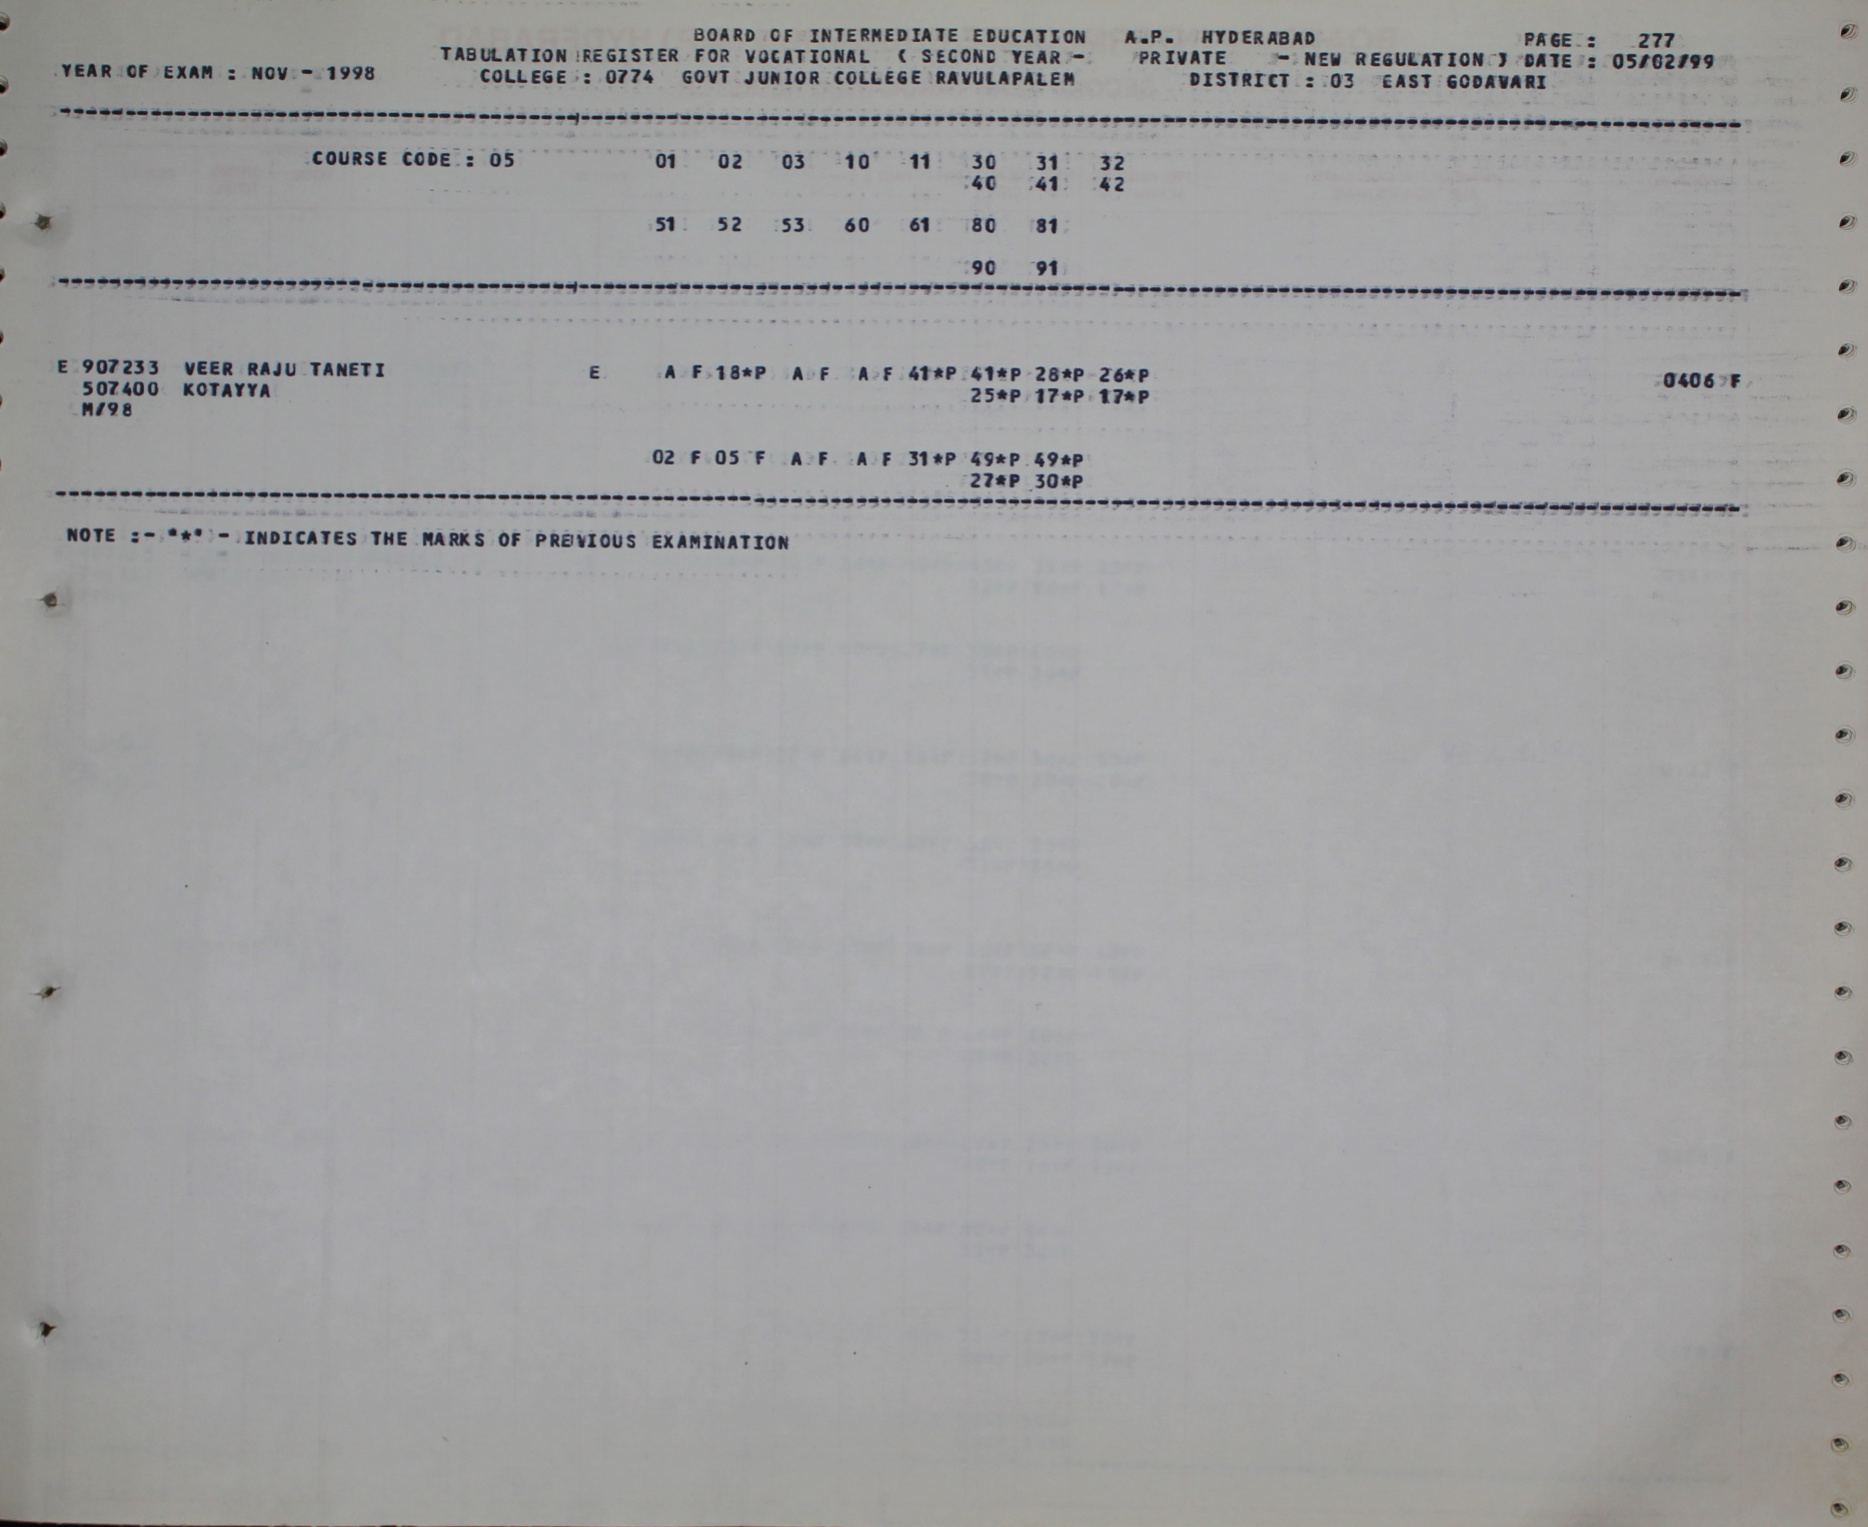 BOARD OF INTERMEDIATE EDUCATION A.P. HYDERABAD PAGE : 277
TABULATION REGISTER FOR VOCATIONAL ( SECOND YEAR - PRIVATE - NEW REGULATION ) DATE : 05/02/99
YEAR OF EXAM : NOV - 1998 COLLEGE : 0774 GOVT JUNIOR COLLEGE RAVULAPALEM DISTRICT : 03 EAST GODAVARI
COURSE CODE : 05 01 02 03 10 11 30 31 32
40 41 42
51 52 53 60 61 80 81
90 91
E 907233 VEER RAJU TANETI E A F 18*P A F A F 41*P 41*P 28*P 26*P 0406 F
507400 KOTAYYA 25*P 17*P 17*P
M/98
02 F 05 F A F A F 31*P 49*P 49*P
27*P 30*P
NOTE :- "*" - INDICATES THE MARKS OF PREVIOUS EXAMINATION